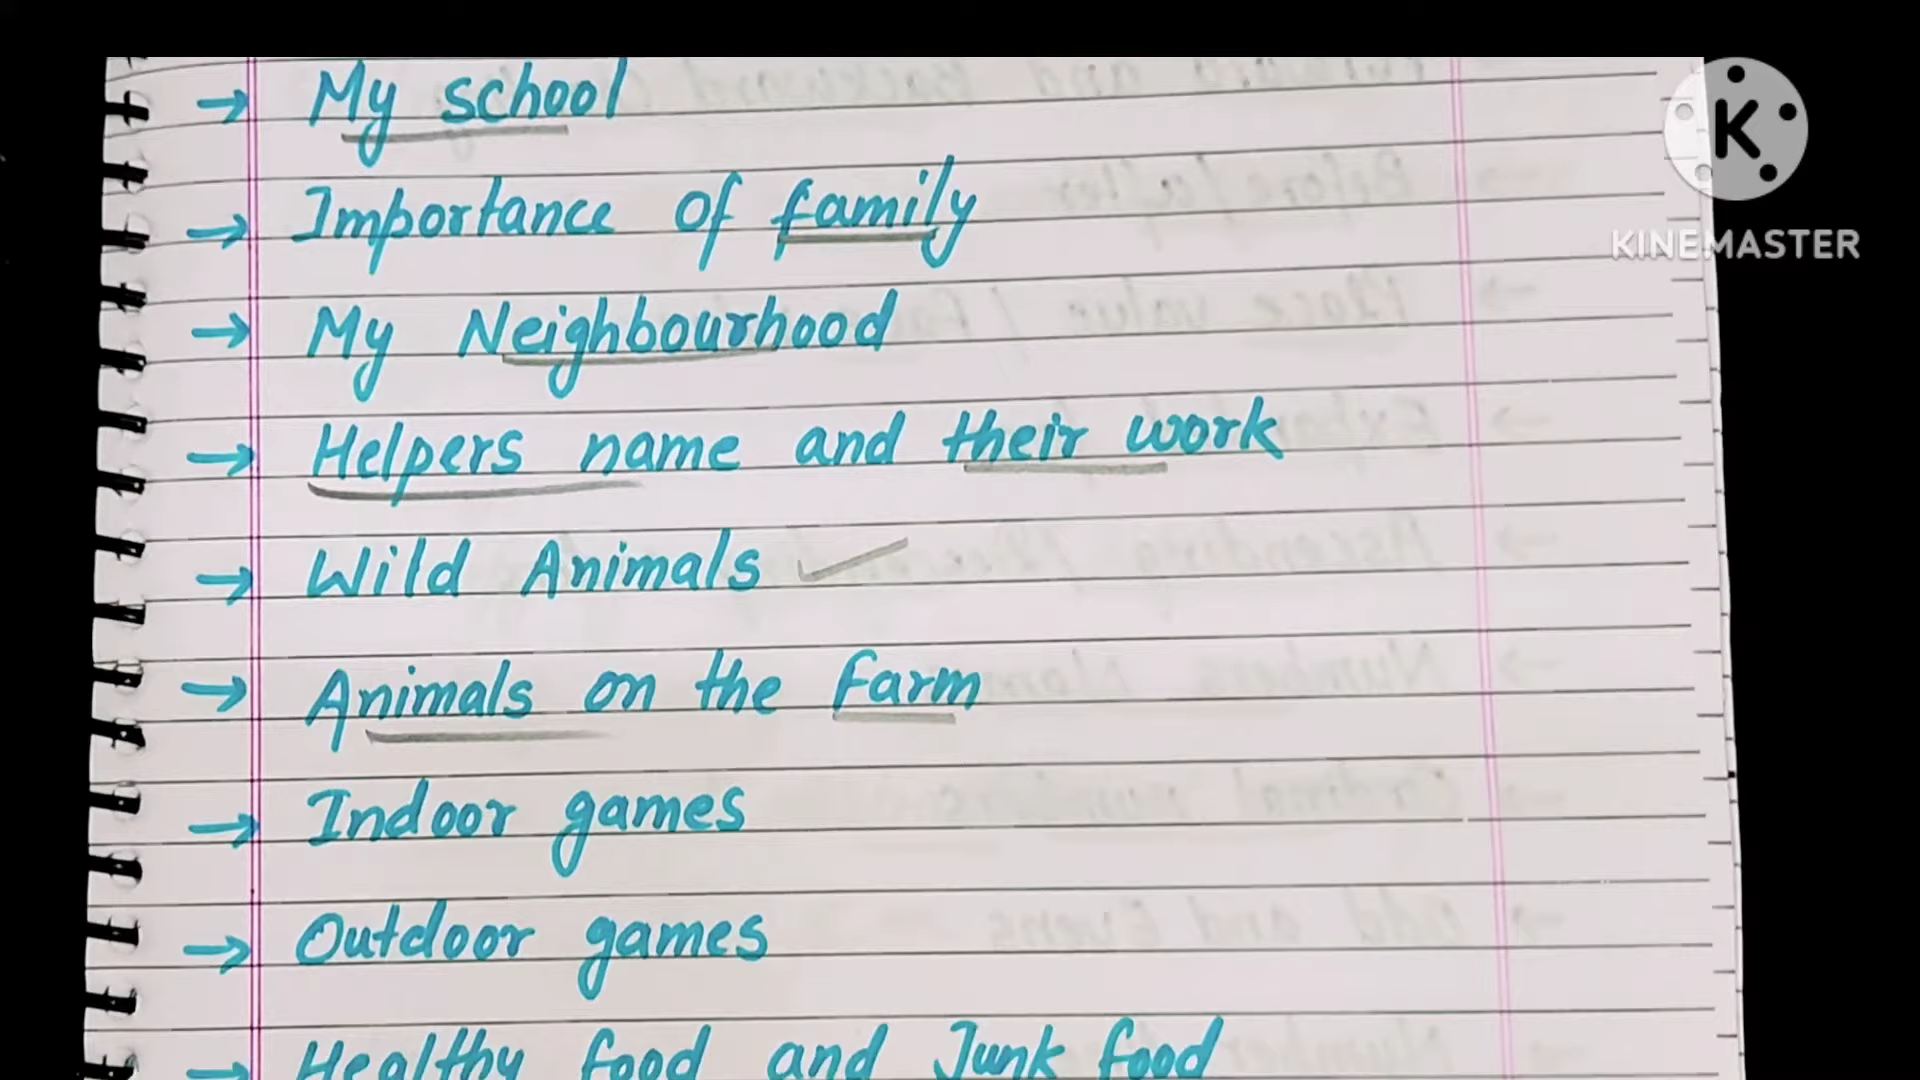 → My school
→ Importance of family
→ My Neighbourhood
→ Helpers name and their work
→ Wild Animals ✓
→ Animals on the farm
→ Indoor games
→ Outdoor games
→ Healthy food and Junk food
K
KINEMASTER